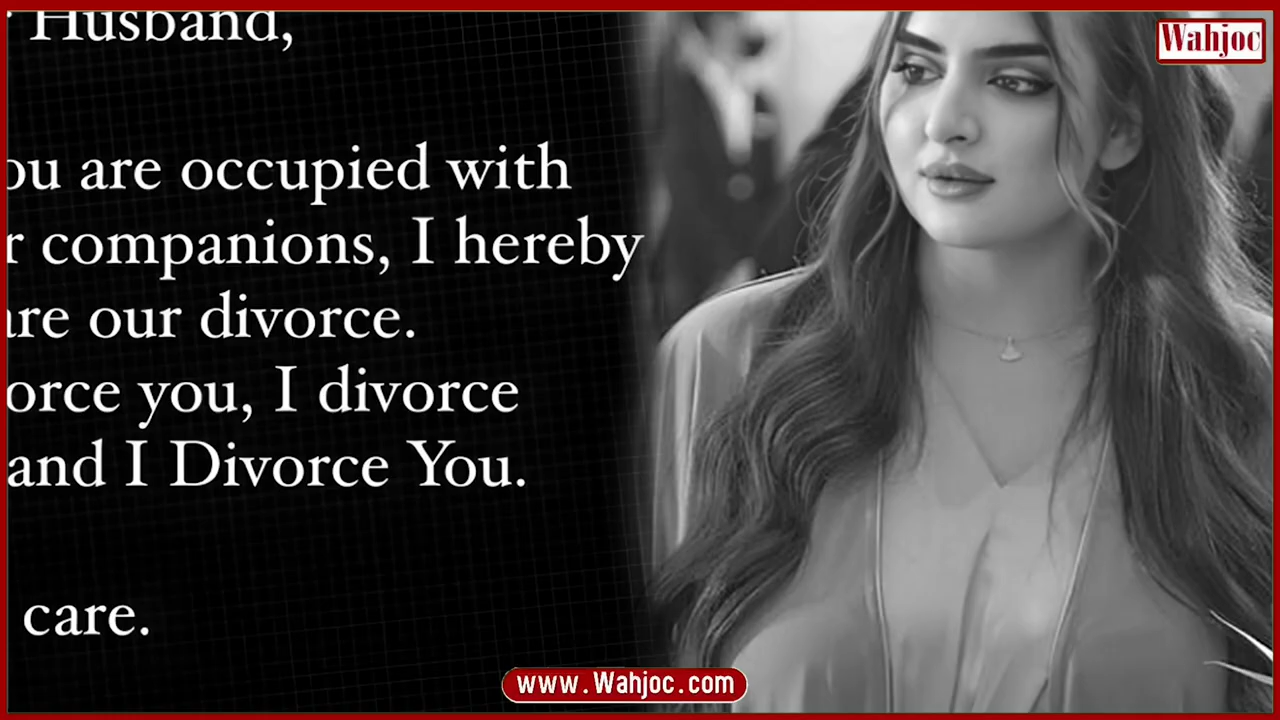 Husband,
Wahjoc
ou are occupied with
r companions, I hereby
are our divorce.
orce you, I divorce
and I Divorce You.
care.
www.Wahjoc.com